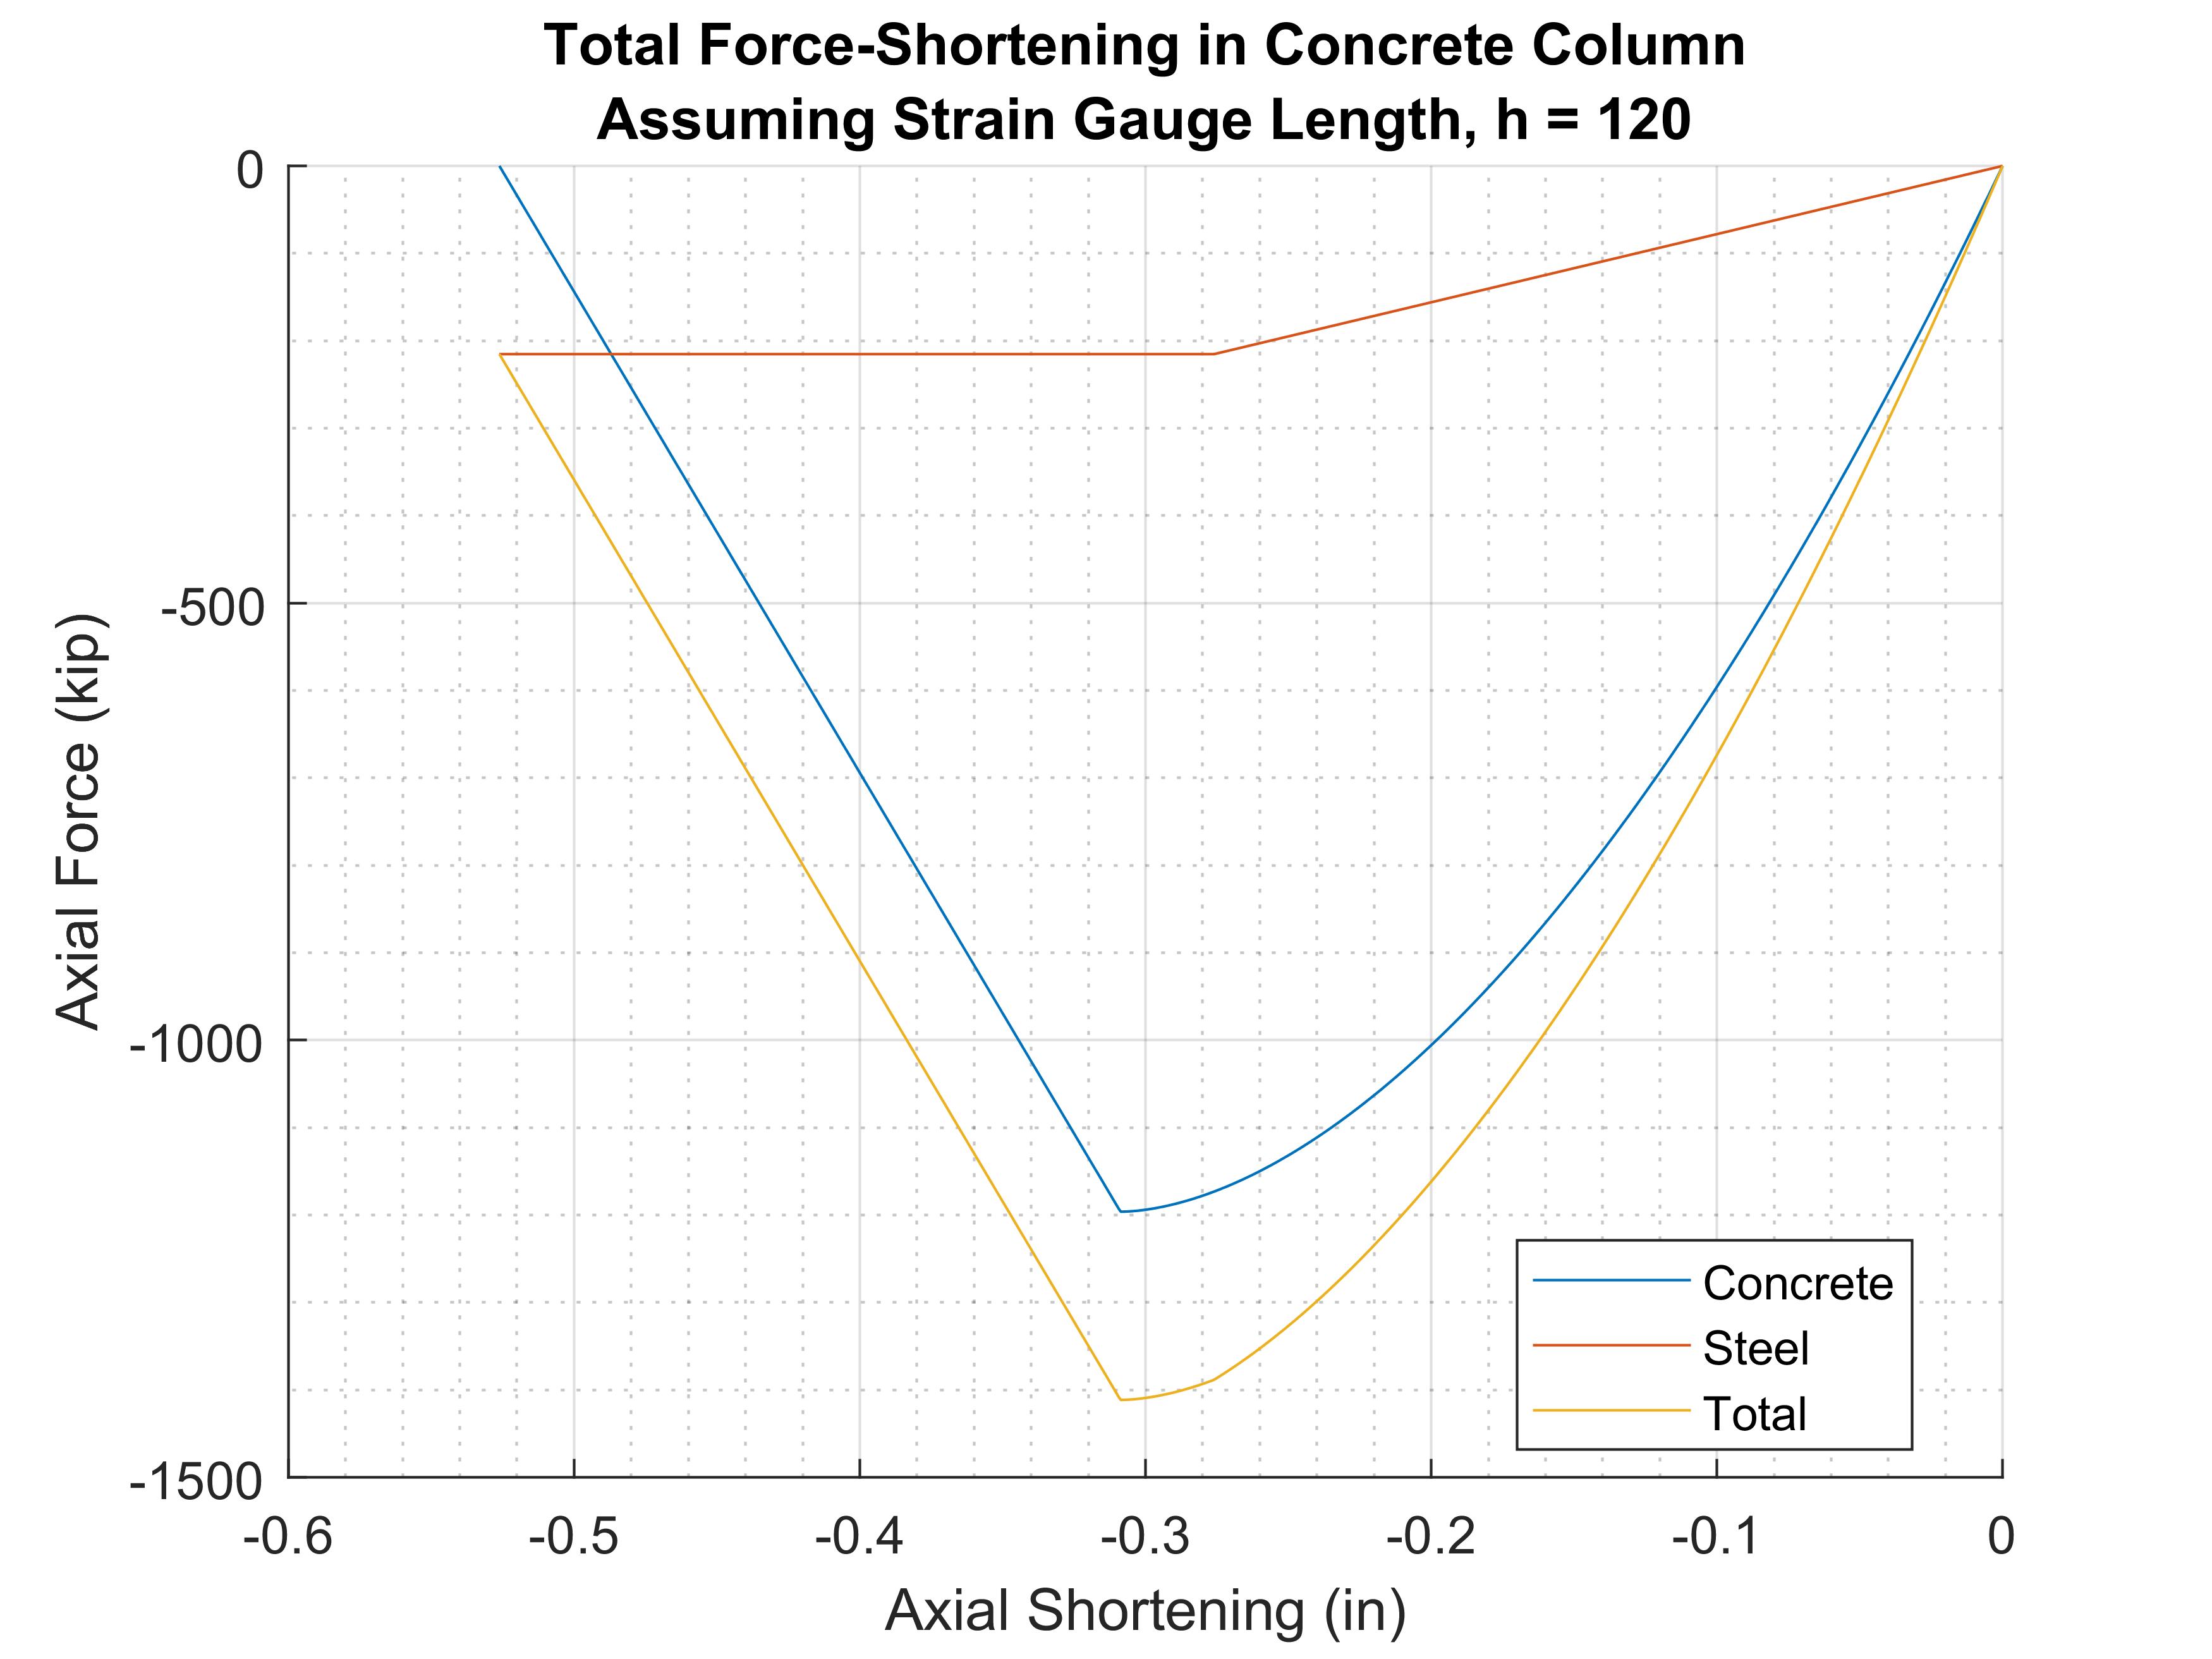 Total Force-Shortening in Concrete Column
Assuming Strain Gauge Length, h = 120
0
-500
-1000
-1500
Axial Force (kip)
-0.6
-0.5
-0.4
-0.3
-0.2
-0.1
0
Axial Shortening (in)
Concrete
Steel
Total